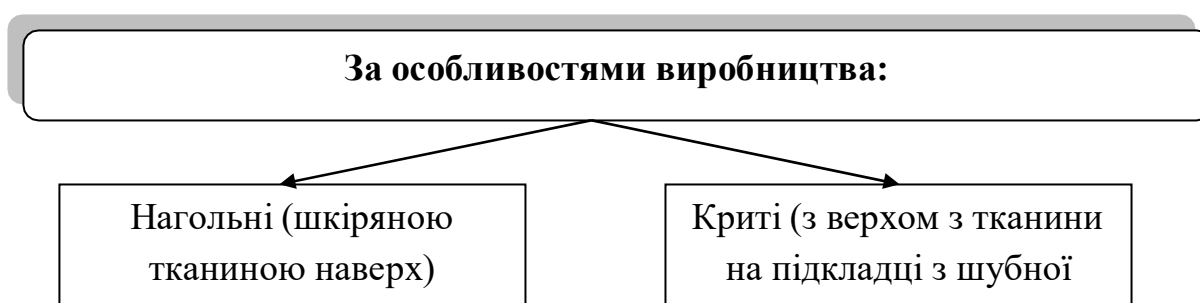 За особливостями виробництва:
Нагольні (шкіряною
тканиною наверх)
Криті (з верхом з тканини
на підкладці з шубної